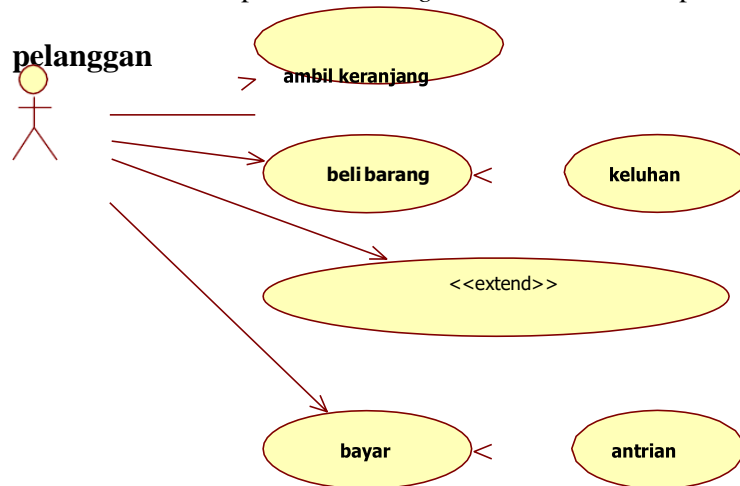 pelanggan
ambil keranjang
beli barang
keluhan
<<extend>>
bayar
antrian